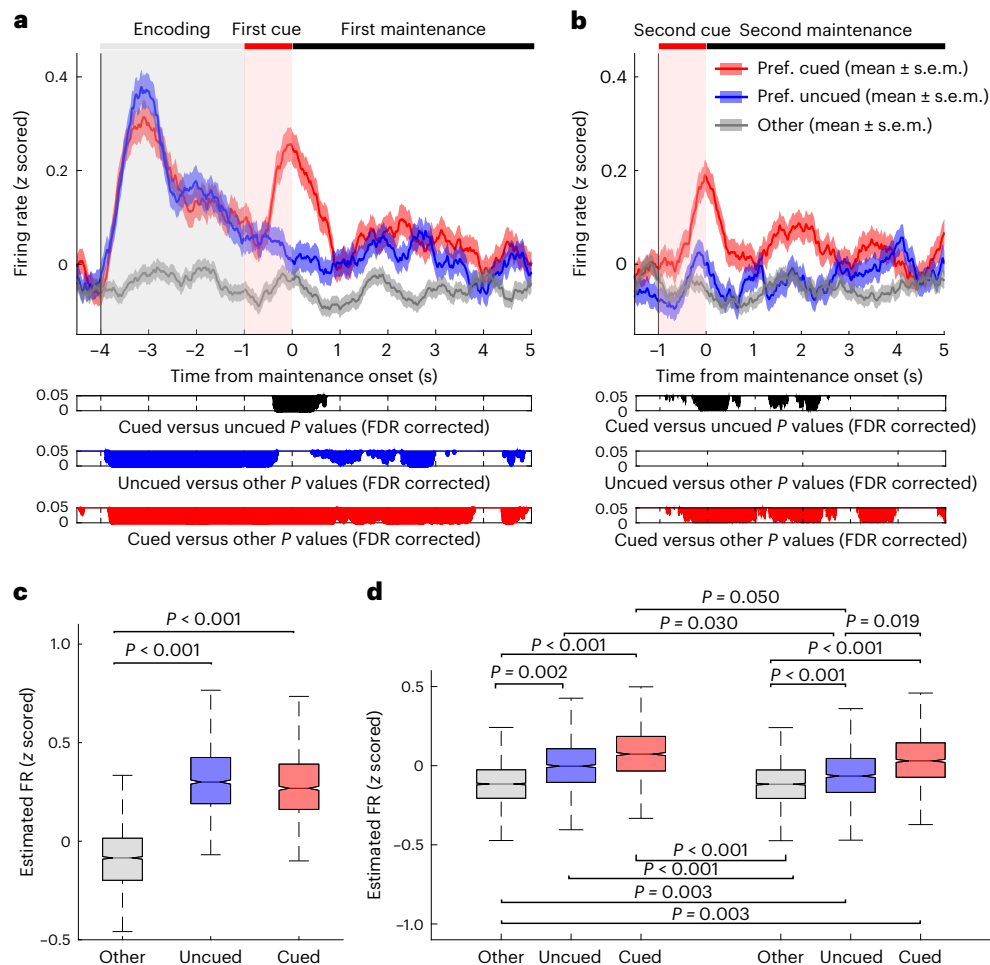 a
Encoding First cue First maintenance
Firing rate (z scored)
0.4
0.2
0
–4 –3 –2 –1 0 1 2 3 4 5
Time from maintenance onset (s)
0.05
0
Cued versus uncued P values (FDR corrected)
0.05
0
Uncued versus other P values (FDR corrected)
0.05
0
Cued versus other P values (FDR corrected)
b
Second cue Second maintenance
Pref. cued (mean ± s.e.m.)
Pref. uncued (mean ± s.e.m.)
Other (mean ± s.e.m.)
Firing rate (z scored)
0.4
0.2
0
–1 0 1 2 3 4 5
Time from maintenance onset (s)
0.05
0
Cued versus uncued P values (FDR corrected)
0.05
0
Uncued versus other P values (FDR corrected)
0.05
0
Cued versus other P values (FDR corrected)
c
P < 0.001
P < 0.001
Estimated FR (z scored)
1.0
0.5
0
–0.5
Other Uncued Cued
d
P = 0.050
P = 0.030 P = 0.019
P < 0.001 P < 0.001
P = 0.002 P < 0.001
Estimated FR (z scored)
0.5
0
–0.5
–1.0
P < 0.001
P < 0.001
P = 0.003
P = 0.003
Other Uncued Cued Other Uncued Cued